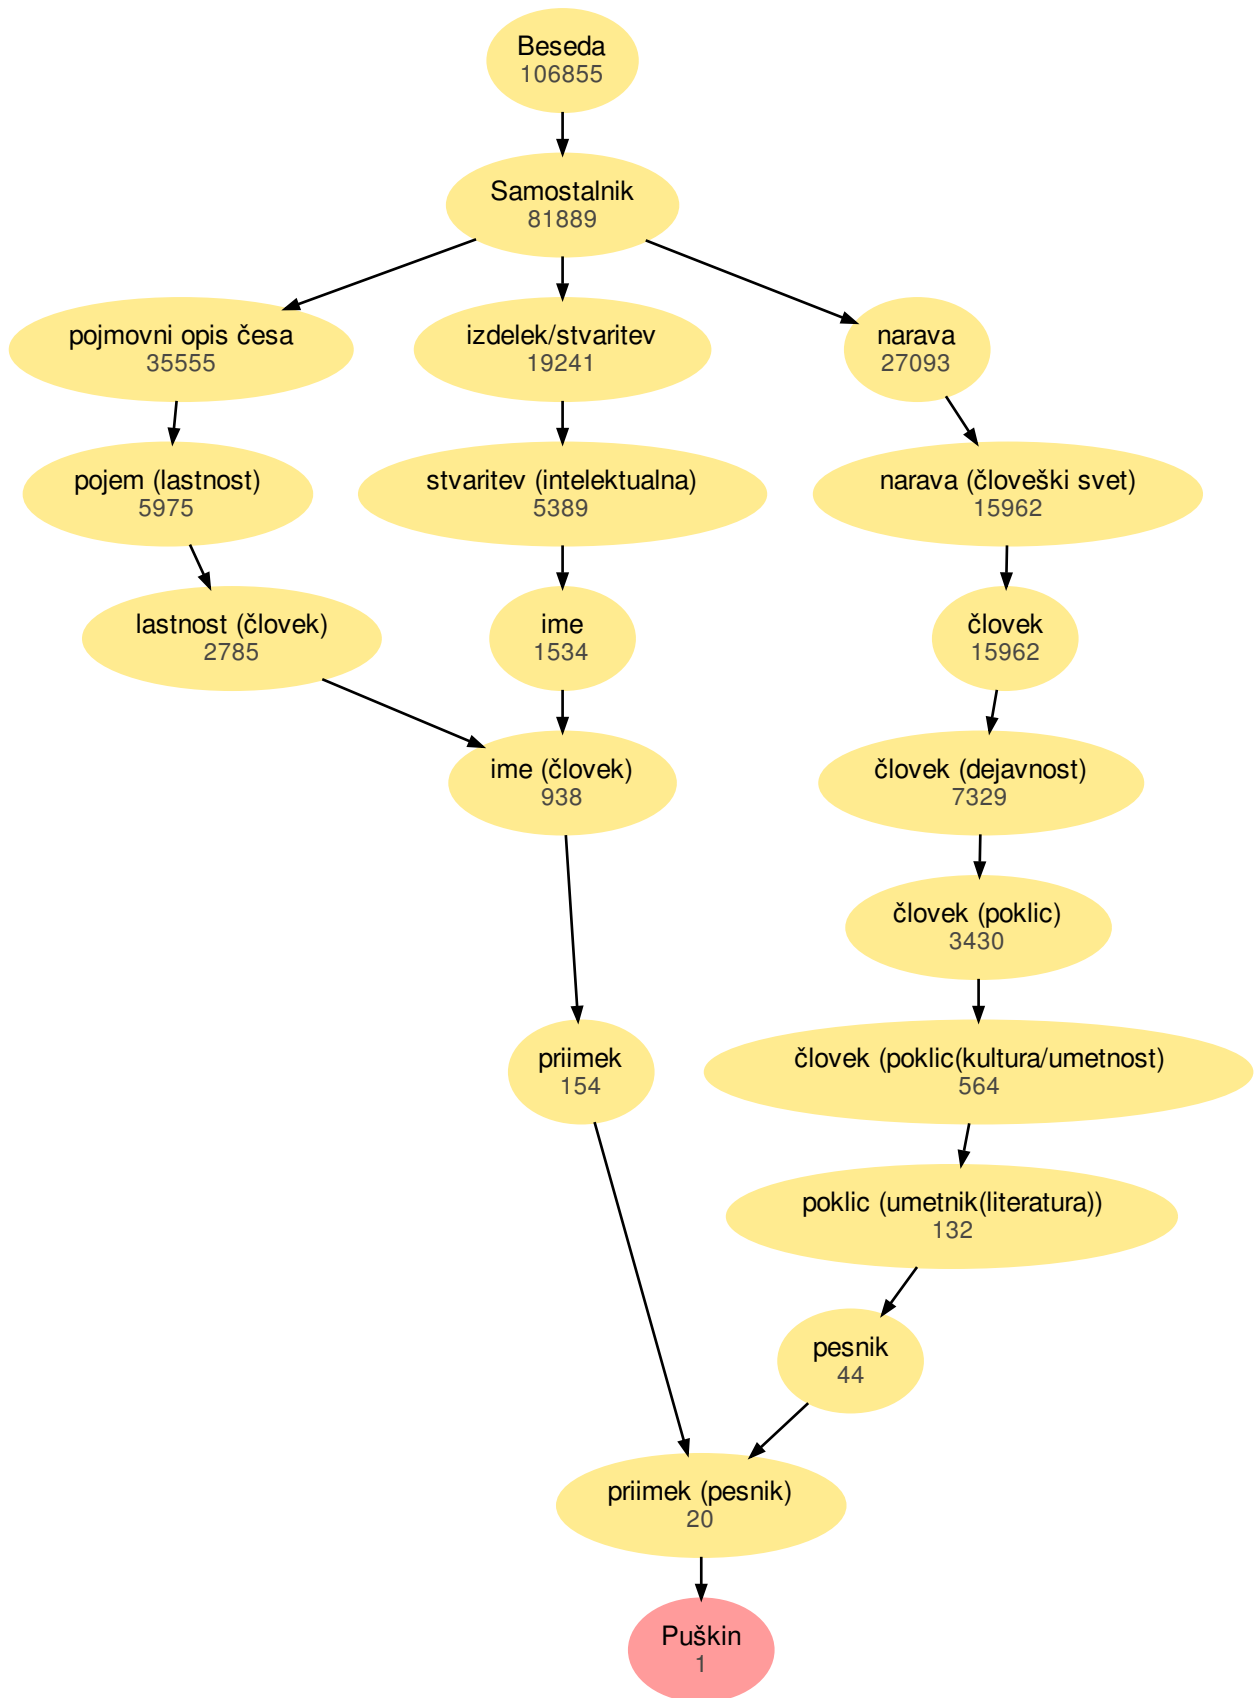 Beseda
106855
Samostalnik
81889
pojmovni opis česa
35555
izdelek/stvaritev
19241
narava
27093
pojem (lastnost)
5975
stvaritev (intelektualna)
5389
narava (človeški svet)
15962
lastnost (človek)
2785
ime
1534
človek
15962
ime (človek)
938
človek (dejavnost)
7329
človek (poklic)
3430
priimek
154
človek (poklic(kultura/umetnost)
564
poklic (umetnik(literatura))
132
pesnik
44
priimek (pesnik)
20
Puškin
1